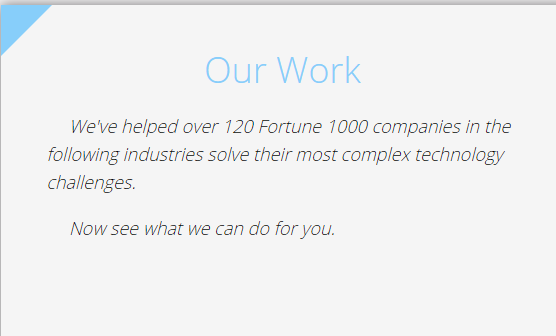 Our Work
We've helped over 120 Fortune 1000 companies in the
following industries solve their most complex technology
challenges.
Now see what we can do for you.